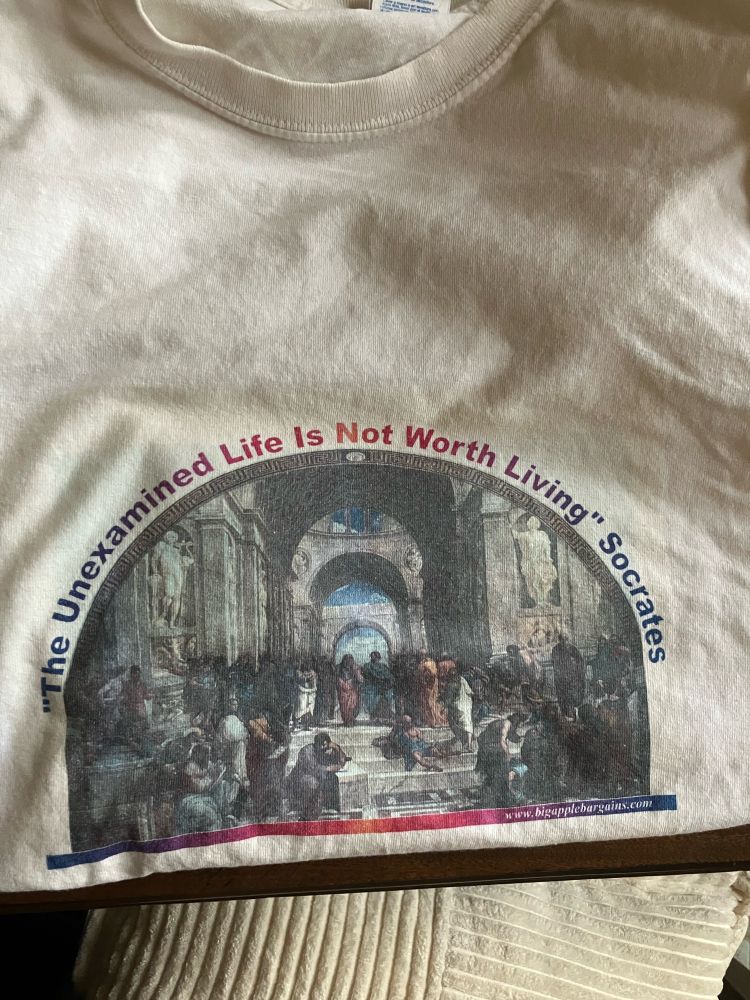 "The Unexamined Life Is Not Worth Living" Socrates
www.bigapplebargains.com